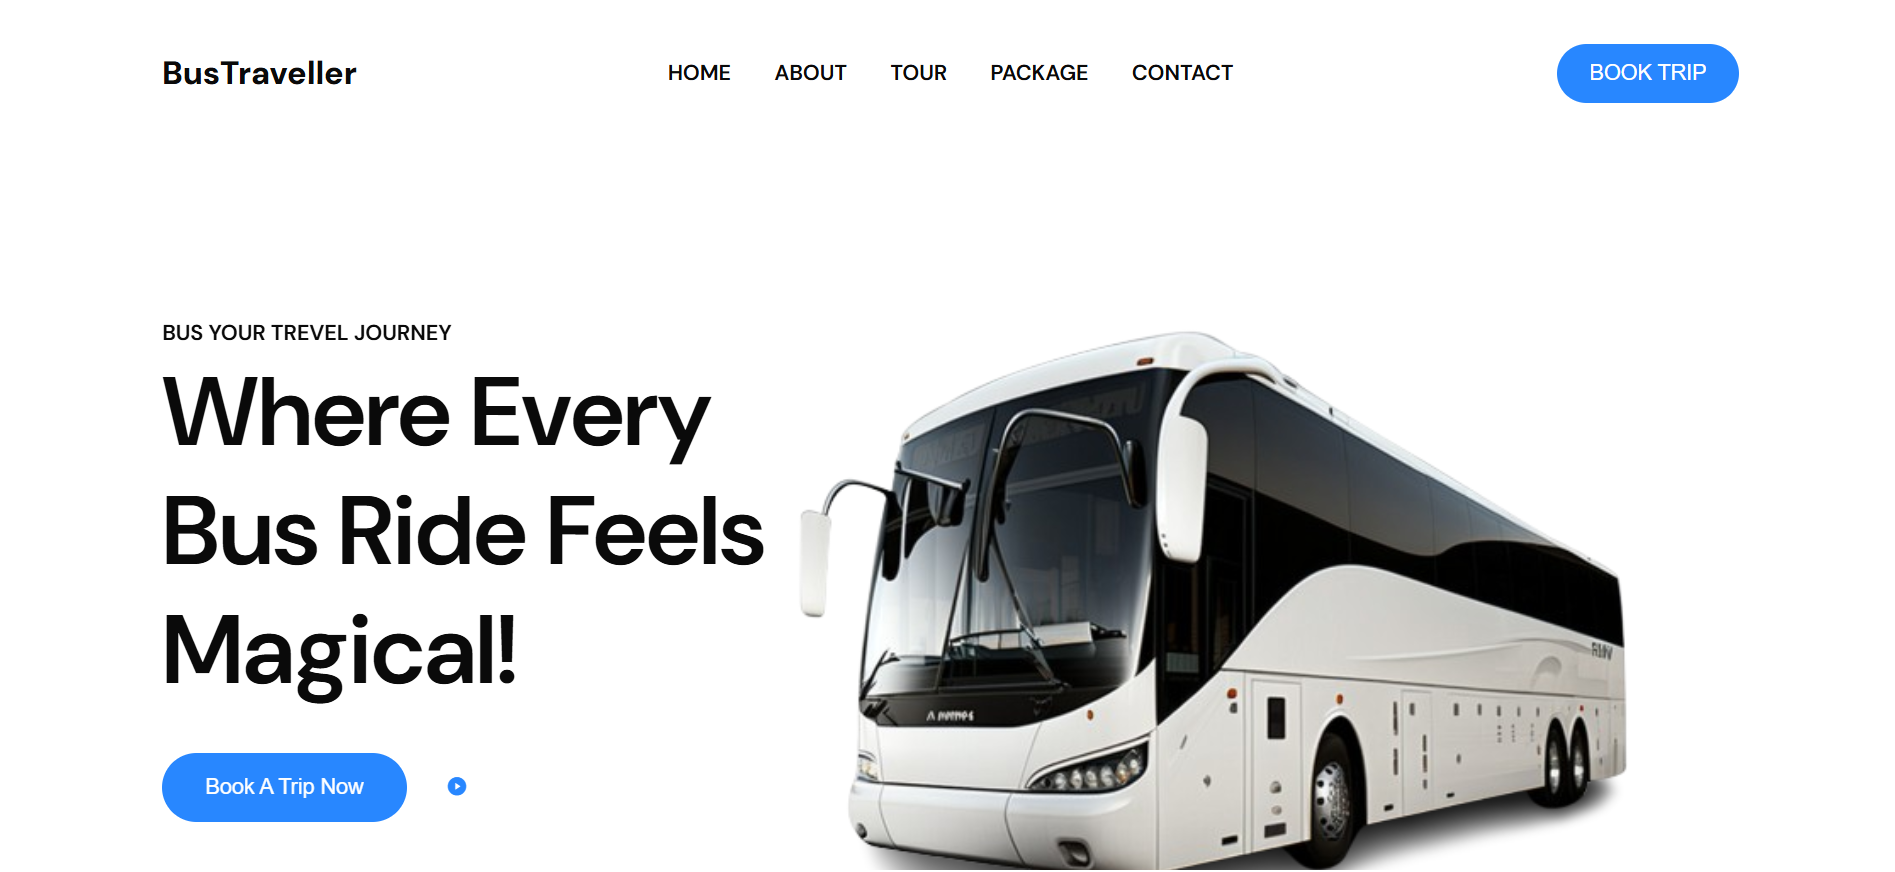 BusTraveller
HOME
ABOUT
TOUR
PACKAGE
CONTACT
BOOK TRIP
BUS YOUR TREVEL JOURNEY
Where Every
Bus Ride Feels
Magical!
Book A Trip Now